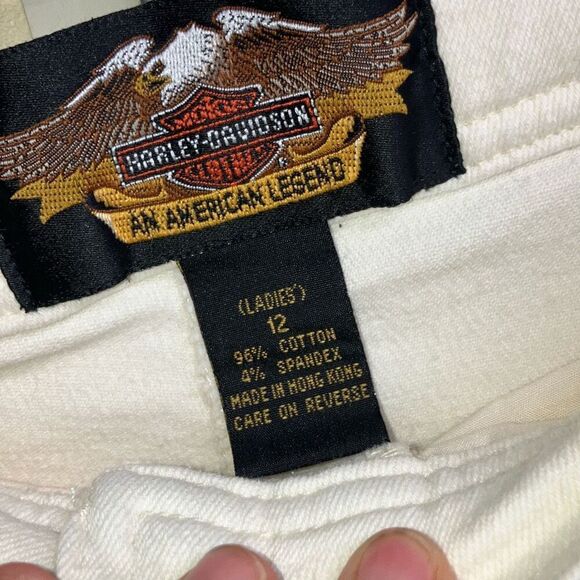 HARLEY-DAVIDSON
AN AMERICAN LEGEND
(LADIES')
12
96% COTTON
4% SPANDEX
MADE IN HONG KONG
CARE ON REVERSE